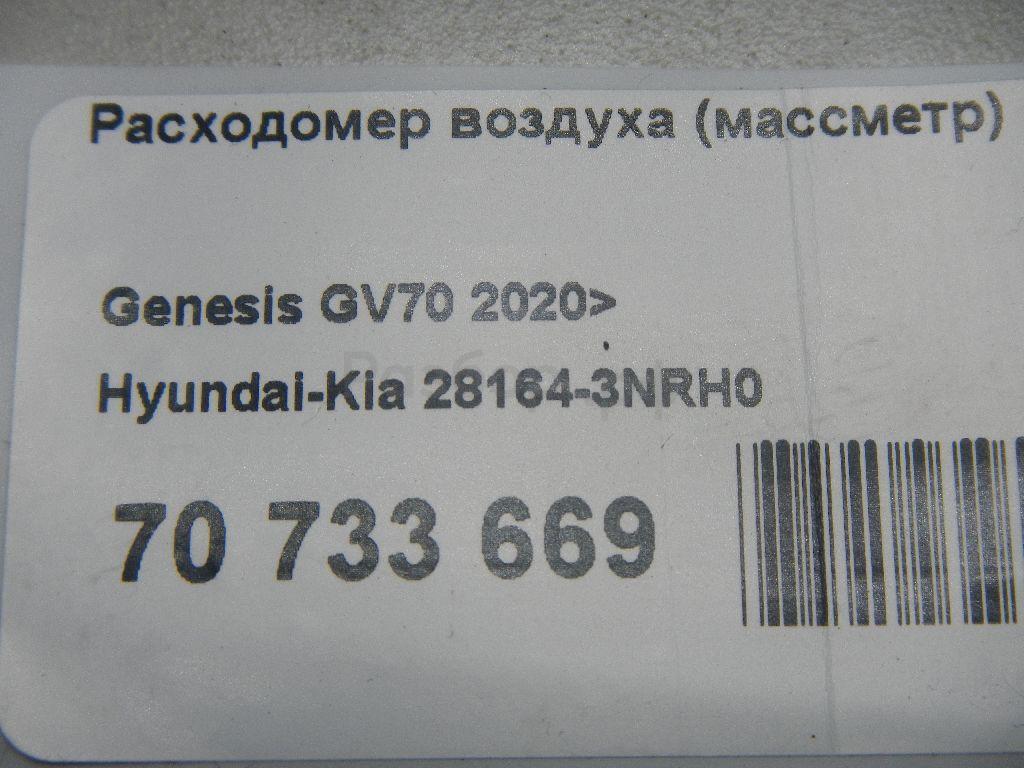 Расходомер воздуха (массметр)
Genesis GV70 2020>
Hyundai-Kia 28164-3NRH0
70 733 669